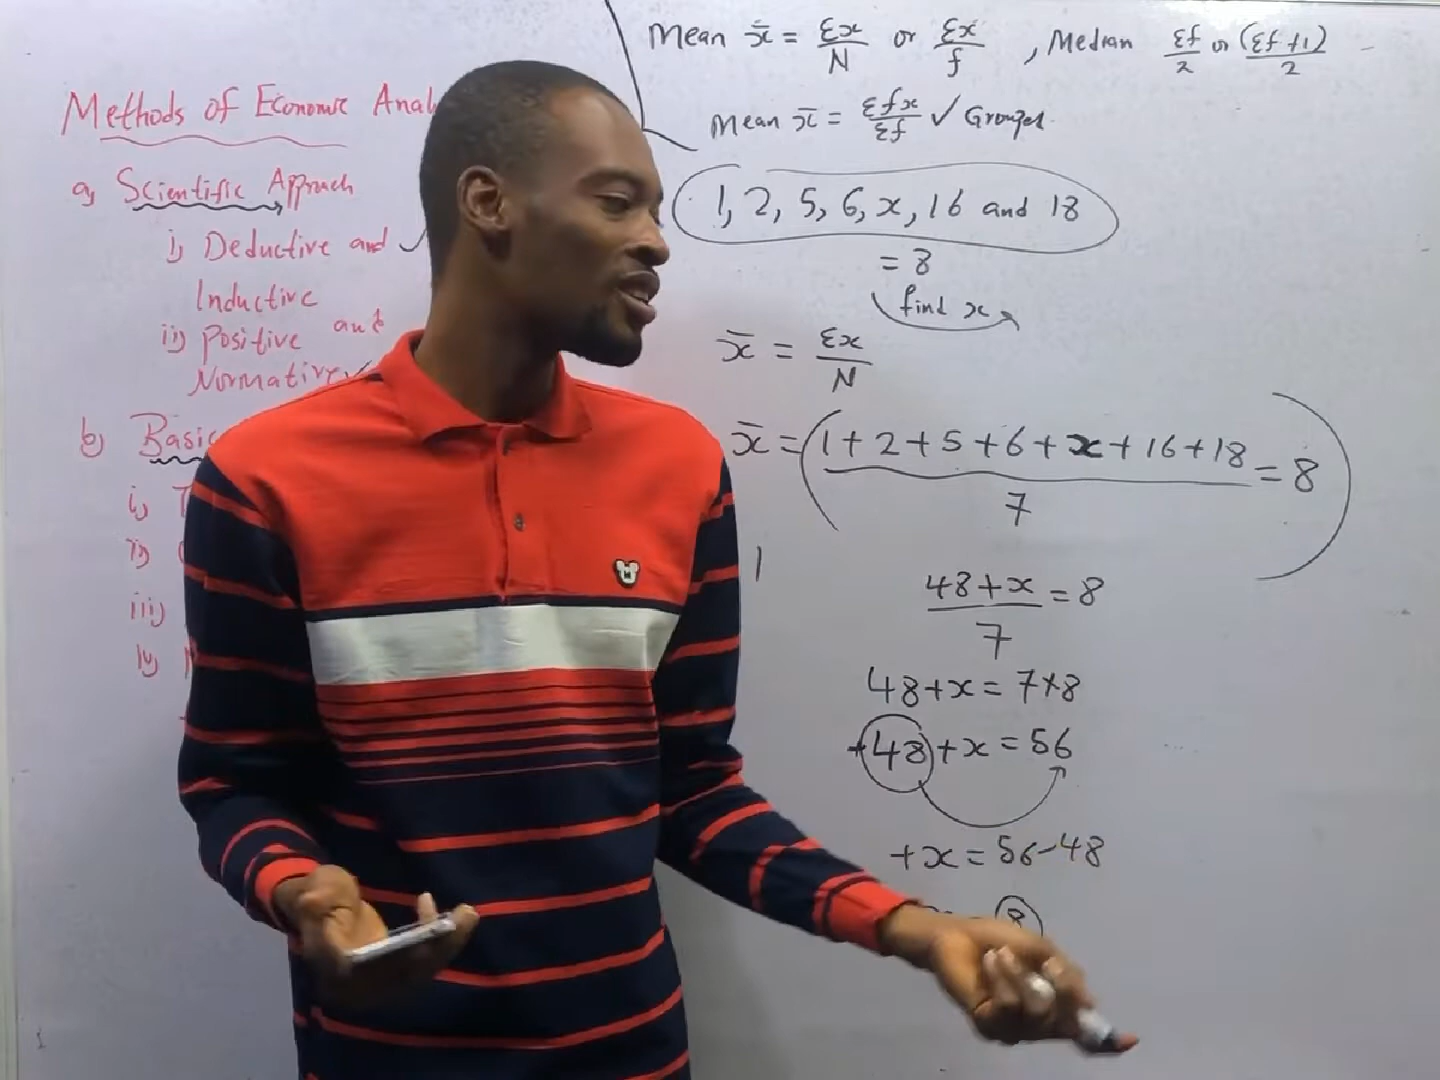 Methods of Economic Anal
a) Scientific Approach
i) Deductive and ✓
Inductive
ii) Positive and
Normative ✓
b) Basic
i)
ii)
iii)
iv)
Mean x̄ = Σx/N or Σx/f , Median Σf/2 or (Σf+1)/2
Mean x̄ = Σfx/Σf ✓ Grouped.
1, 2, 5, 6, x, 16 and 18
= 8
find x
x̄ = Σx/N
x̄ = (1+2+5+6+x+16+18/7 = 8)
48+x/7 = 8
48+x = 7×8
+48+x = 56
+x = 56-48
= 8